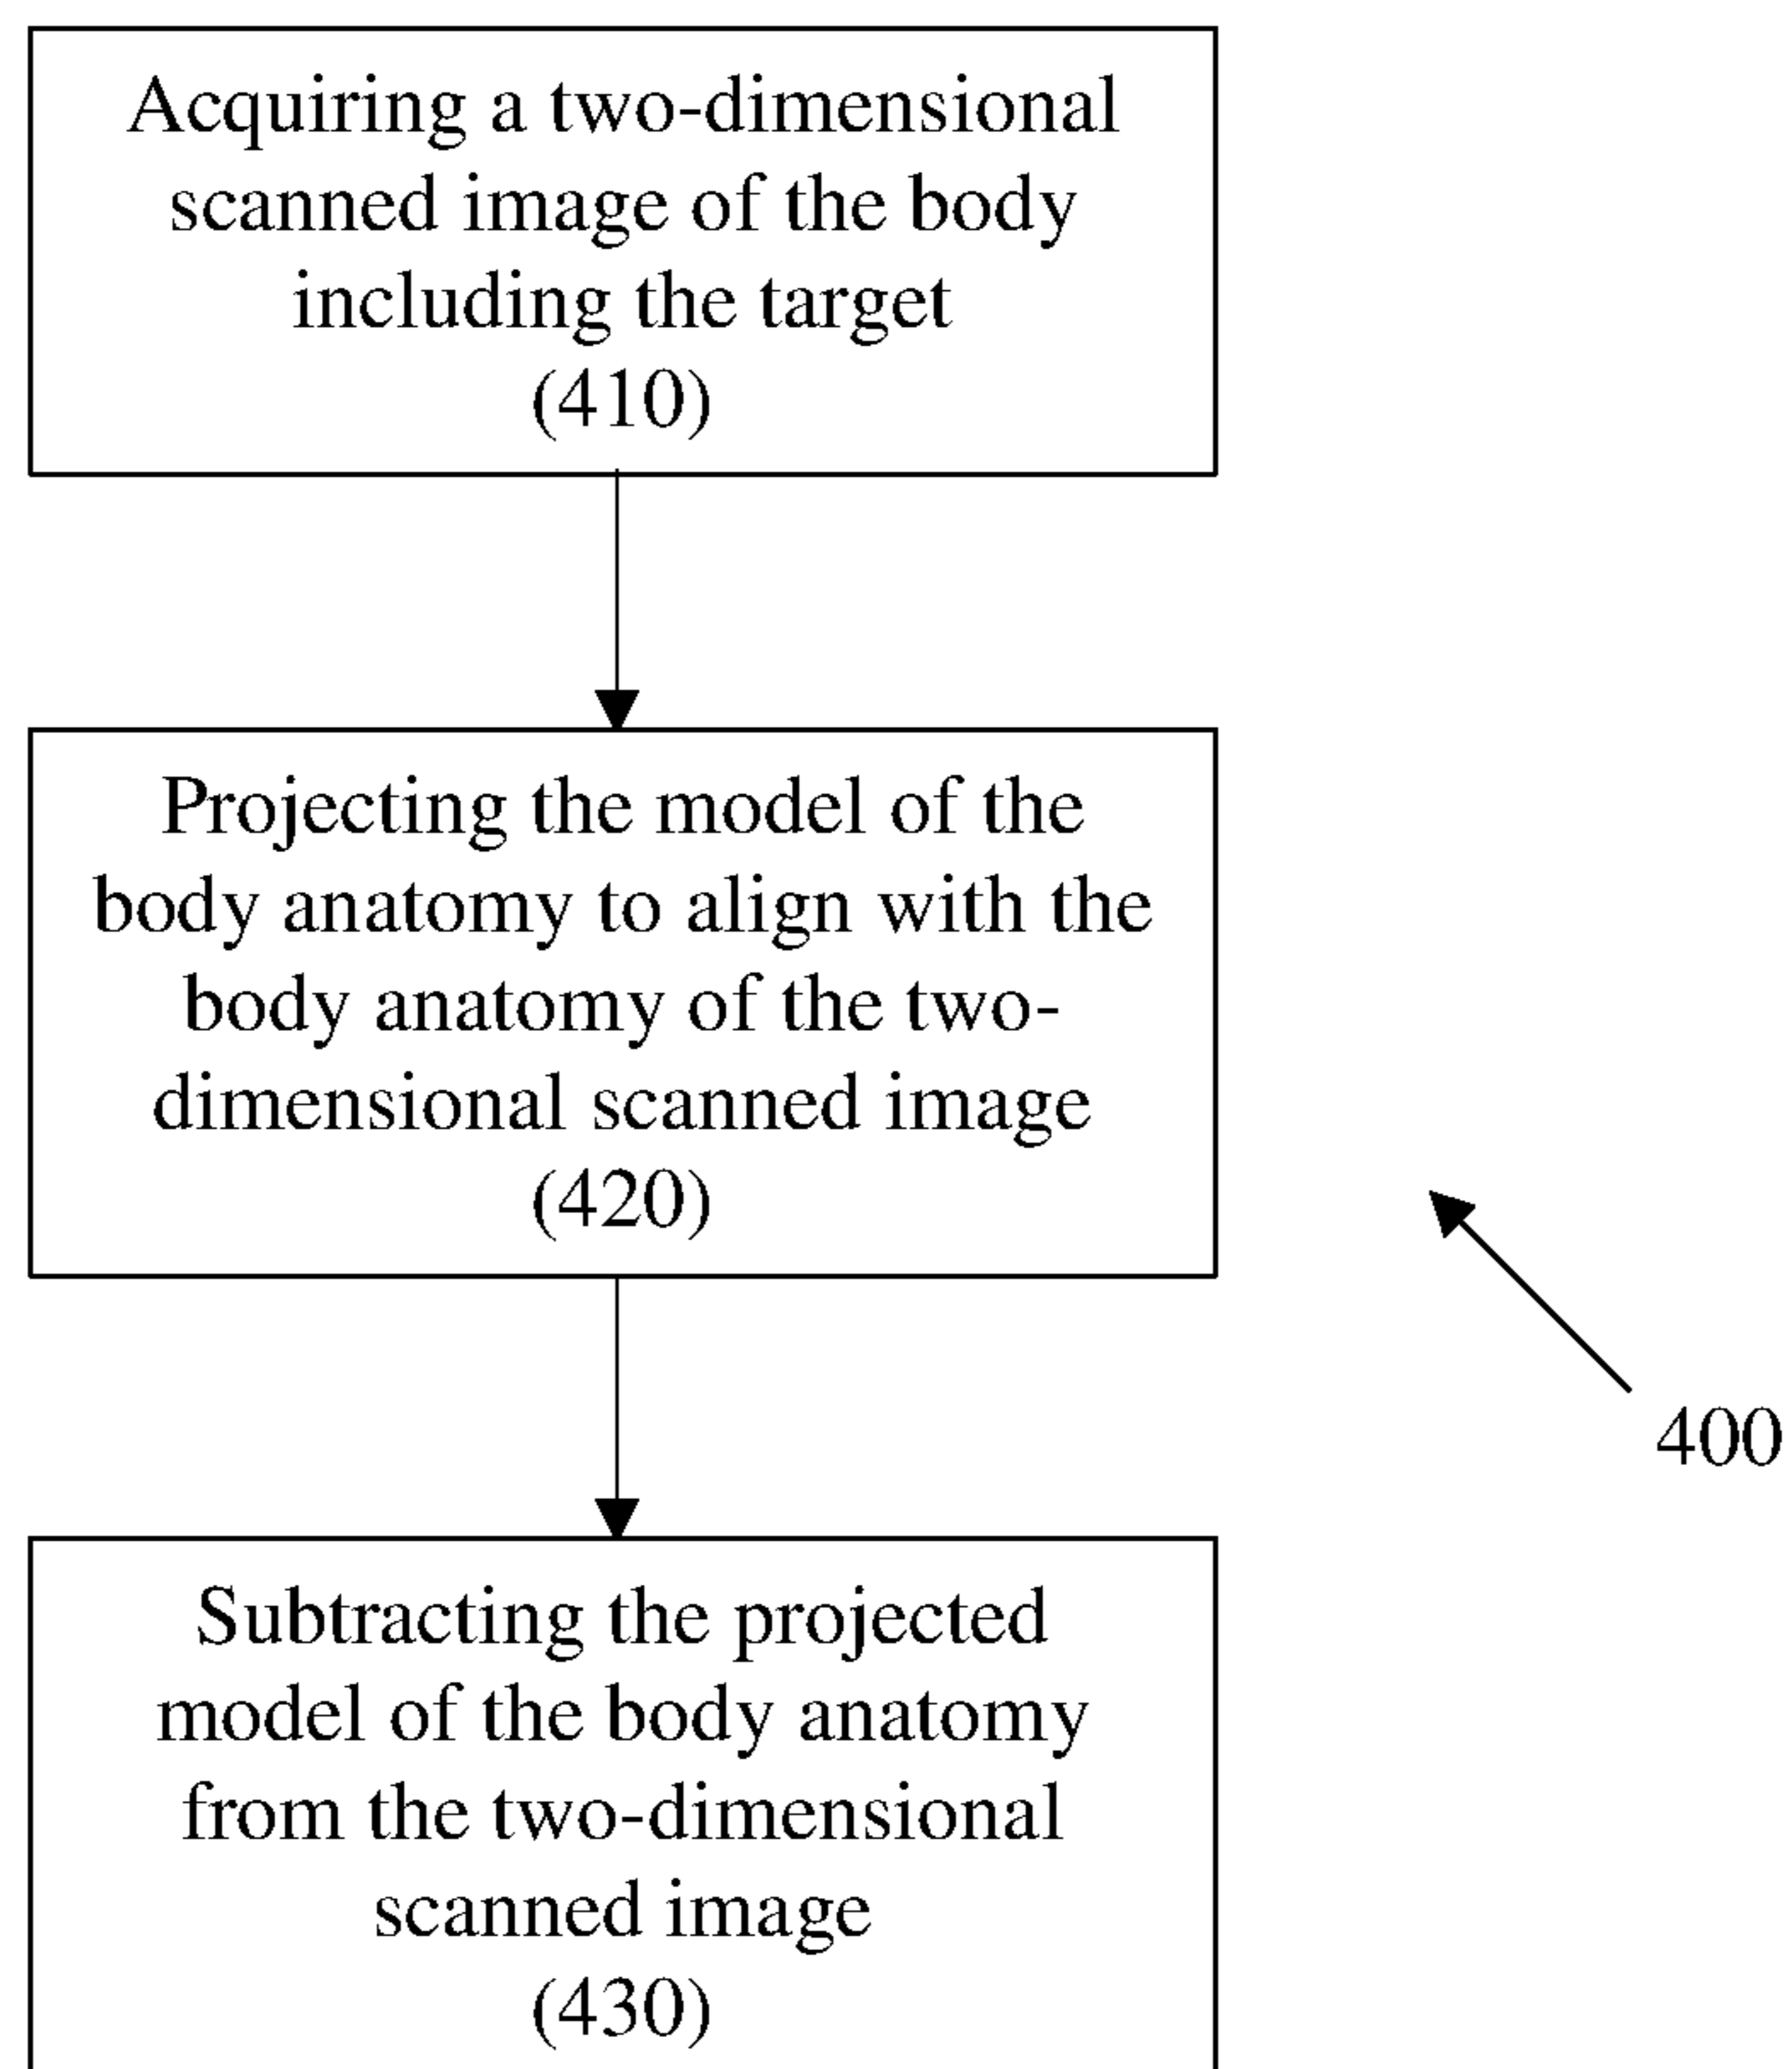 Acquiring a two-dimensional
scanned image of the body
including the target
(410)
Projecting the model of the
body anatomy to align with the
body anatomy of the two-
dimensional scanned image
(420)
400
Subtracting the projected
model of the body anatomy
from the two-dimensional
scanned image
(430)